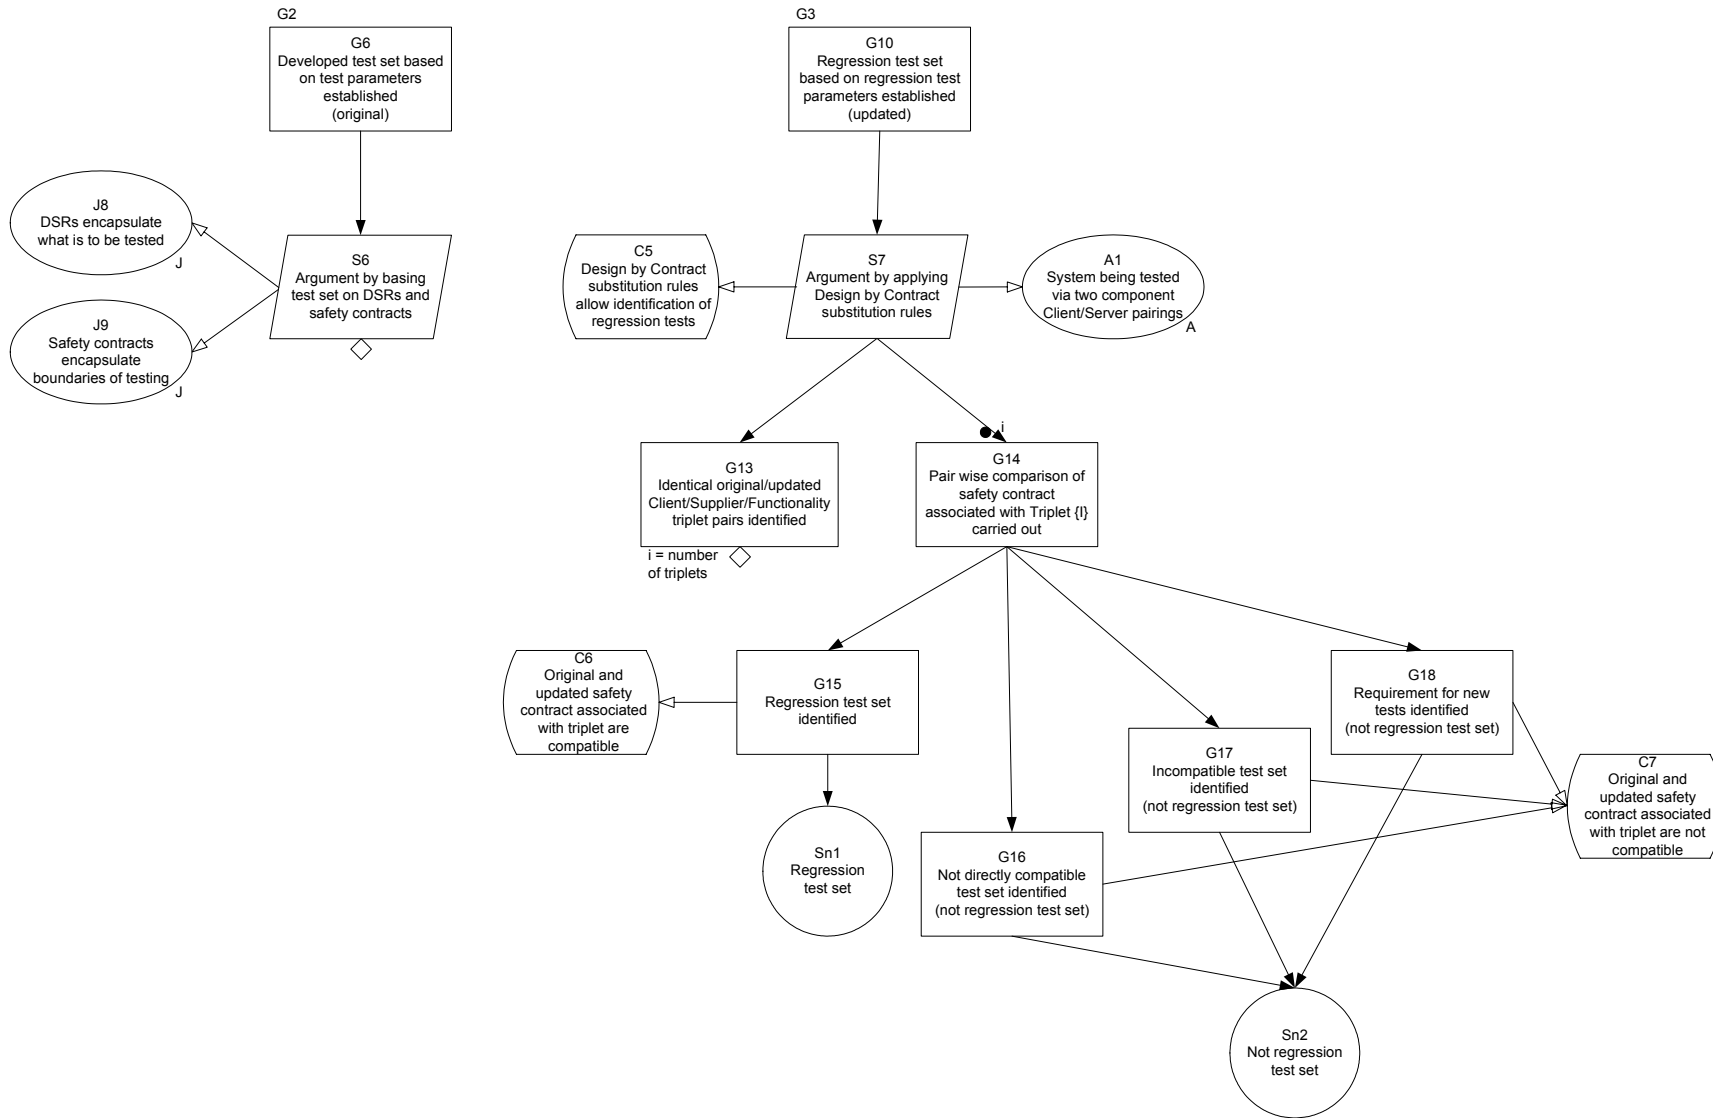 G2
G3
G6
Developed test set based
on test parameters
established
(original)
G10
Regression test set
based on regression test
parameters established
(updated)
J8
DSRs encapsulate
what is to be tested
J
S6
Argument by basing
test set on DSRs and
safety contracts
J9
Safety contracts
encapsulate
boundaries of testing
J
C5
Design by Contract
substitution rules
allow identification of
regression tests
S7
Argument by applying
Design by Contract
substitution rules
A1
System being tested
via two component
Client/Server pairings
A
i
G13
Identical original/updated
Client/Supplier/Functionality
triplet pairs identified
i = number
of triplets
G14
Pair wise comparison of
safety contract
associated with Triplet {I}
carried out
C6
Original and
updated safety
contract associated
with triplet are
compatible
G15
Regression test set
identified
G18
Requirement for new
tests identified
(not regression test set)
G17
Incompatible test set
identified
(not regression test set)
C7
Original and
updated safety
contract associated
with triplet are not
compatible
Sn1
Regression
test set
G16
Not directly compatible
test set identified
(not regression test set)
Sn2
Not regression
test set